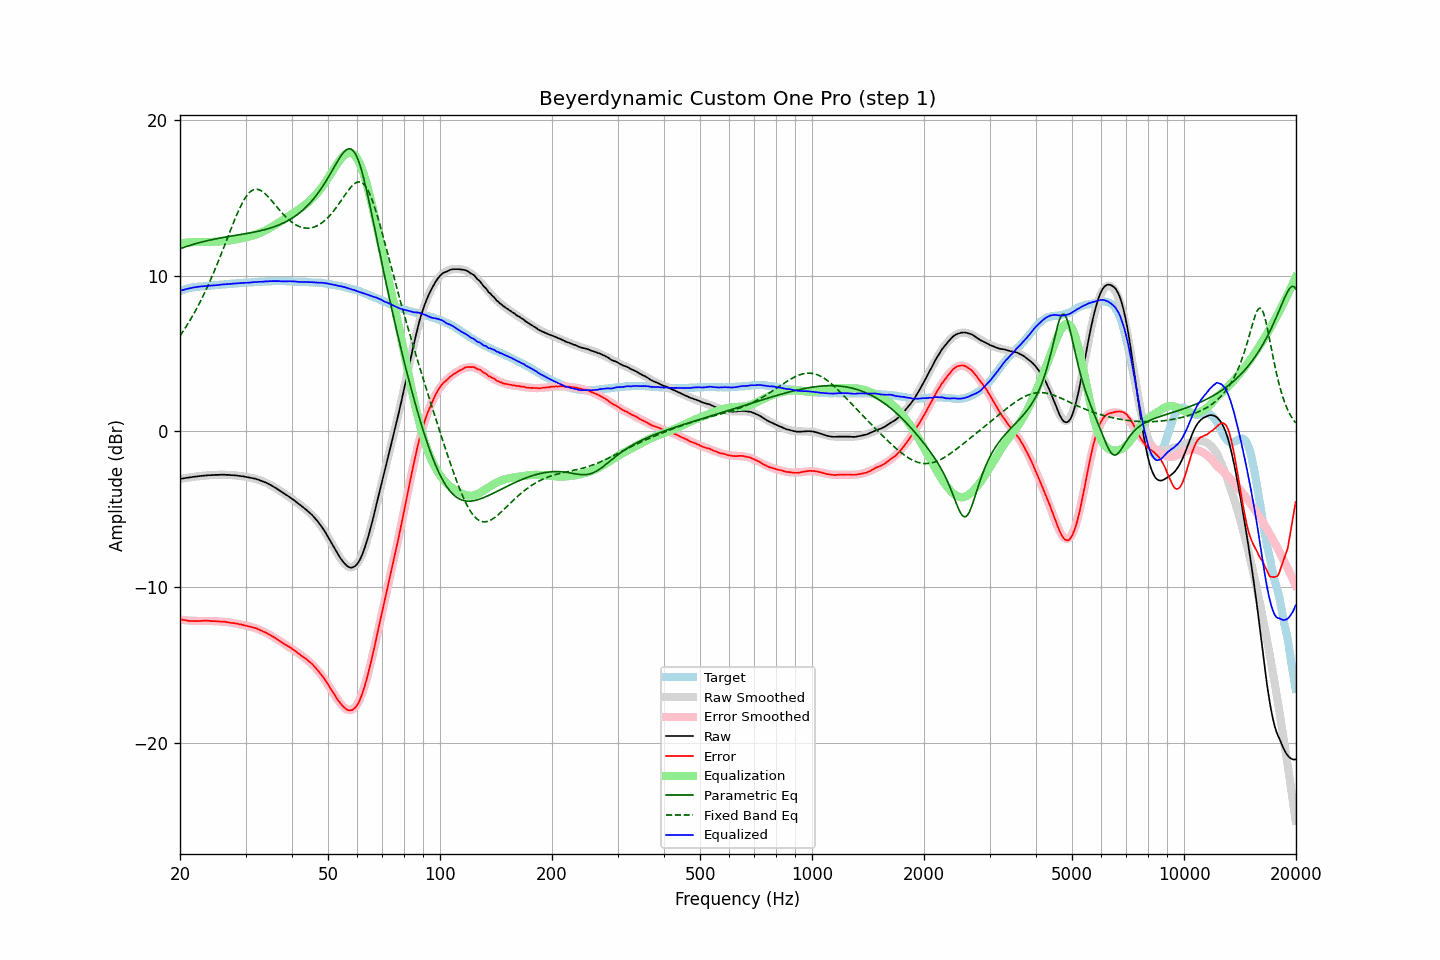 Beyerdynamic Custom One Pro (step 1)
20
10
0
−10
−20
Amplitude (dBr)
Target
Raw Smoothed
Error Smoothed
Raw
Error
Equalization
Parametric Eq
Fixed Band Eq
Equalized
20 50 100 200 500 1000 2000 5000 10000 20000
Frequency (Hz)